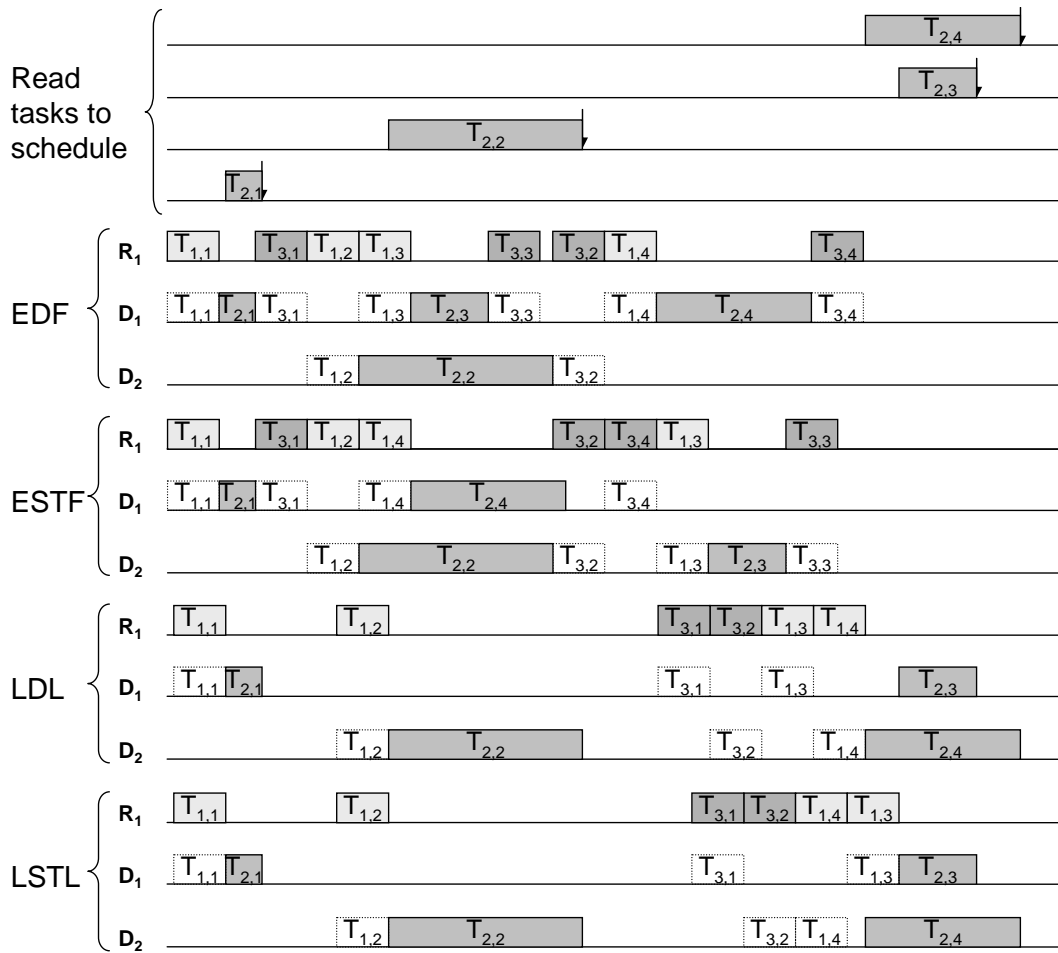 T2,4
T2,3
Read
tasks to
schedule
T2,2
T2,1
R1 T1,1 T3,1 T1,2 T1,3 T3,3 T3,2 T1,4 T3,4
EDF D1 T1,1 T2,1 T3,1 T1,3 T2,3 T3,3 T1,4 T2,4 T3,4
D2 T1,2 T2,2 T3,2
R1 T1,1 T3,1 T1,2 T1,4 T3,2 T3,4 T1,3 T3,3
ESTF D1 T1,1 T2,1 T3,1 T1,4 T2,4 T3,4
D2 T1,2 T2,2 T3,2 T1,3 T2,3 T3,3
R1 T1,1 T1,2 T3,1 T3,2 T1,3 T1,4
LDL D1 T1,1 T2,1 T3,1 T1,3 T2,3
D2 T1,2 T2,2 T3,2 T1,4 T2,4
R1 T1,1 T1,2 T3,1 T3,2 T1,4 T1,3
LSTL D1 T1,1 T2,1 T3,1 T1,3 T2,3
D2 T1,2 T2,2 T3,2 T1,4 T2,4